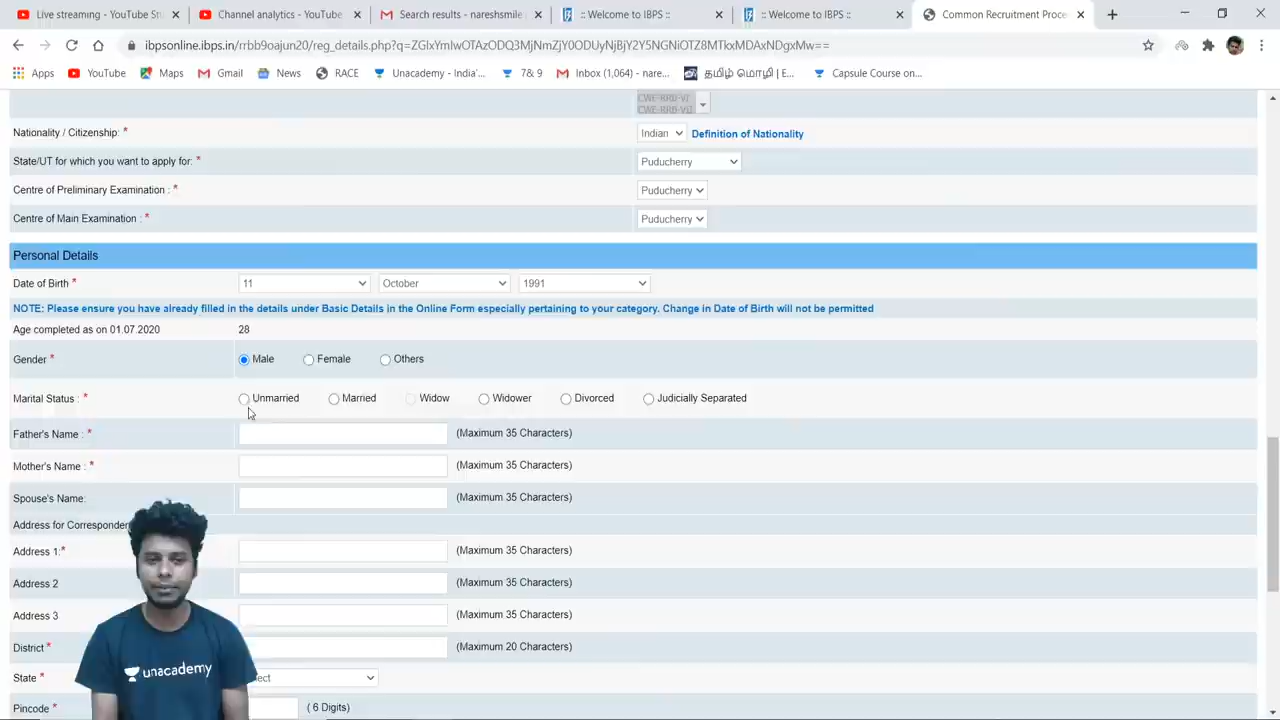 Live streaming - YouTube St
Channel analytics - YouTube
Search results - nareshsmile
:: Welcome to IBPS ::
:: Welcome to IBPS ::
Common Recruitment Proce
Apps
YouTube
Maps
Gmail
News
RACE
Unacademy - India'...
7& 9
Inbox (1,064) - nare...
தமிழ் மொழி | E...
Capsule Course on...
CWE-RRB-VI
CWE-RRB-VII
Nationality / Citizenship: * Indian Definition of Nationality
State/UT for which you want to apply for: * Puducherry
Centre of Preliminary Examination : * Puducherry
Centre of Main Examination : * Puducherry
Personal Details
Date of Birth * 11 October 1991
NOTE: Please ensure you have already filled in the details under Basic Details in the Online Form especially pertaining to your category. Change in Date of Birth will not be permitted
Age completed as on 01.07.2020 28
Gender * Male Female Others
Marital Status : * Unmarried Married Widow Widower Divorced Judicially Separated
Father's Name : * (Maximum 35 Characters)
Mother's Name : * (Maximum 35 Characters)
Spouse's Name: (Maximum 35 Characters)
Address for Corresponden
Address 1:* (Maximum 35 Characters)
Address 2 (Maximum 35 Characters)
Address 3 (Maximum 35 Characters)
District * (Maximum 20 Characters)
State * ect
Pincode * ( 6 Digits)
unacademy